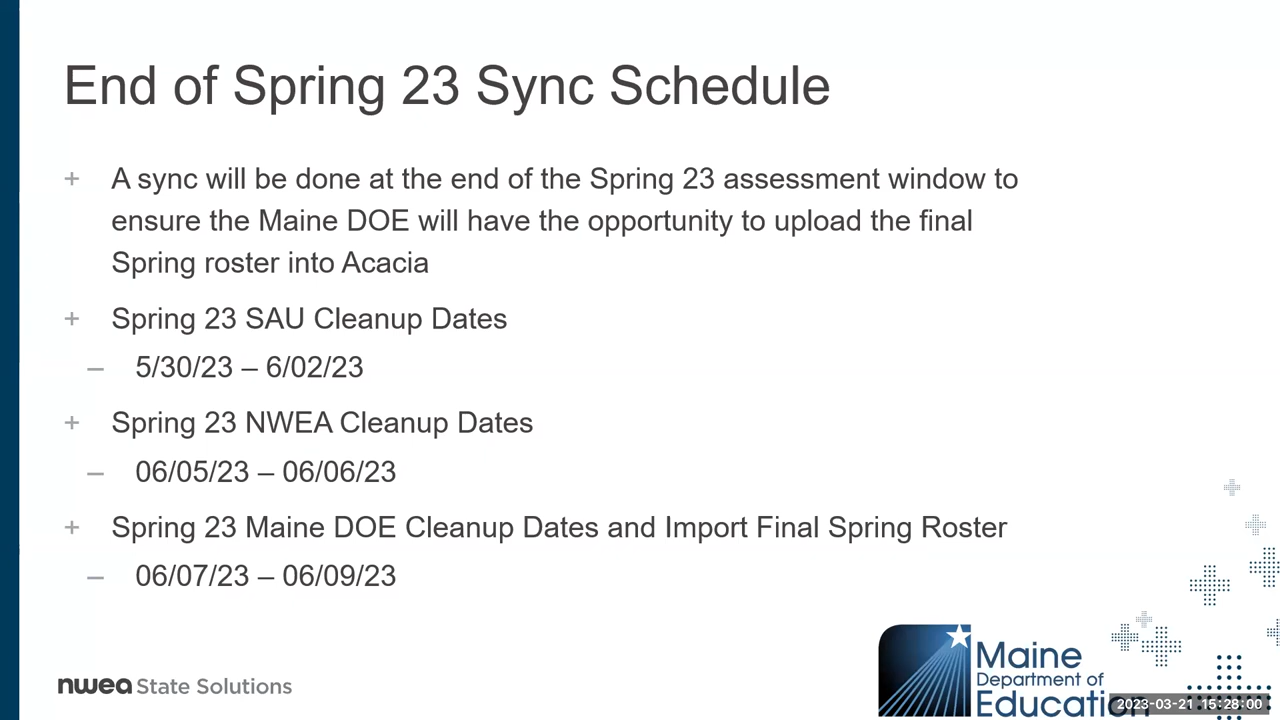 End of Spring 23 Sync Schedule
+ A sync will be done at the end of the Spring 23 assessment window to
ensure the Maine DOE will have the opportunity to upload the final
Spring roster into Acacia
+ Spring 23 SAU Cleanup Dates
– 5/30/23 – 6/02/23
+ Spring 23 NWEA Cleanup Dates
– 06/05/23 – 06/06/23
+ Spring 23 Maine DOE Cleanup Dates and Import Final Spring Roster
– 06/07/23 – 06/09/23
nwea State Solutions
Maine
Department of
Education
2023-03-21 15:28:00